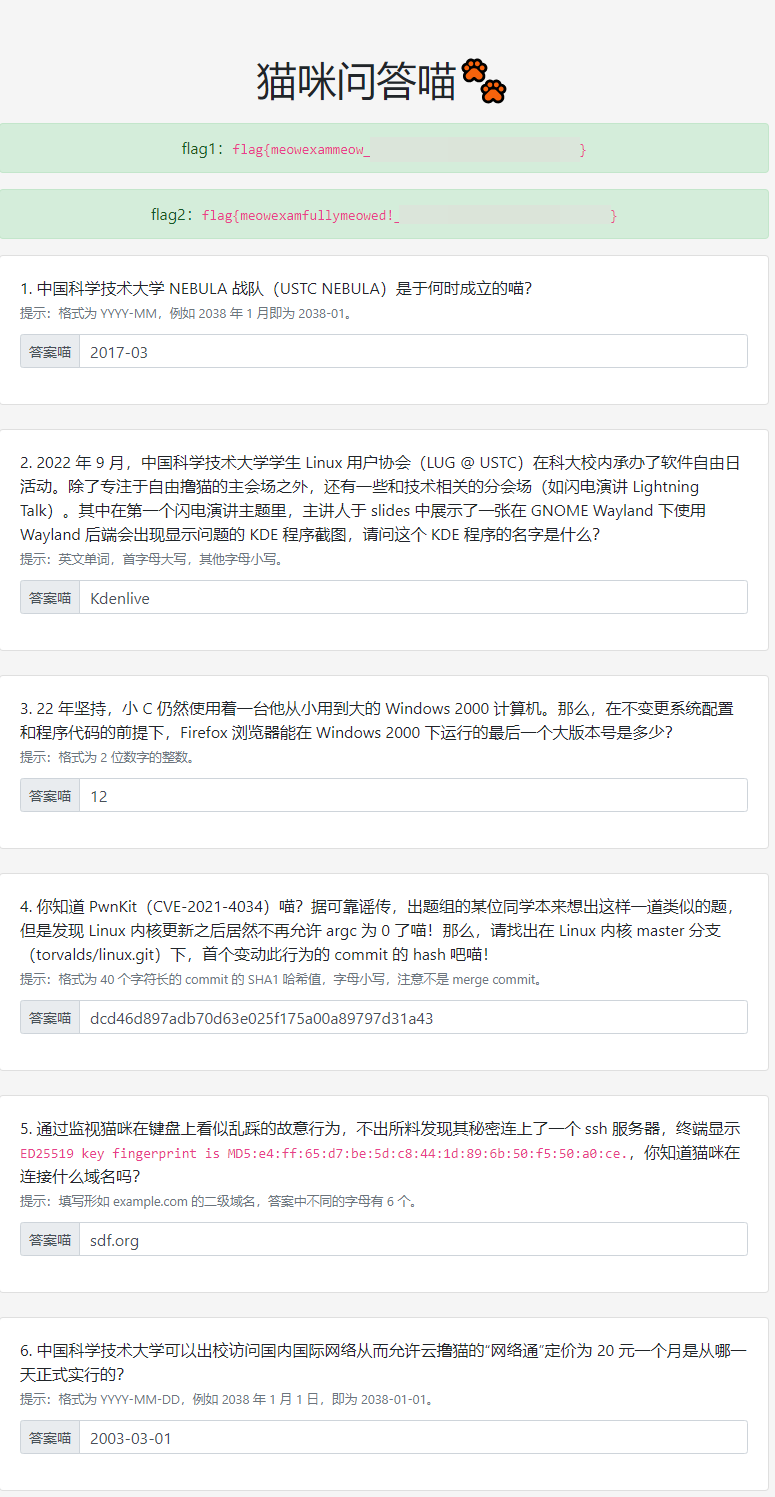 猫咪问答喵
flag1：flag{meowexammeow_ }
flag2：flag{meowexamfullymeowed!_ }
1. 中国科学技术大学 NEBULA 战队（USTC NEBULA）是于何时成立的喵？
提示：格式为 YYYY-MM，例如 2038 年 1 月即为 2038-01。
答案喵 2017-03
2. 2022 年 9 月，中国科学技术大学学生 Linux 用户协会（LUG @ USTC）在科大校内承办了软件自由日
活动。除了专注于自由撸猫的主会场之外，还有一些和技术相关的分会场（如闪电演讲 Lightning
Talk）。其中在第一个闪电演讲主题里，主讲人于 slides 中展示了一张在 GNOME Wayland 下使用
Wayland 后端会出现显示问题的 KDE 程序截图，请问这个 KDE 程序的名字是什么？
提示：英文单词，首字母大写，其他字母小写。
答案喵 Kdenlive
3. 22 年坚持，小 C 仍然使用着一台他从小用到大的 Windows 2000 计算机。那么，在不变更系统配置
和程序代码的前提下，Firefox 浏览器能在 Windows 2000 下运行的最后一个大版本号是多少？
提示：格式为 2 位数字的整数。
答案喵 12
4. 你知道 PwnKit（CVE-2021-4034）喵？据可靠谣传，出题组的某位同学本来想出这样一道类似的题，
但是发现 Linux 内核更新之后居然不再允许 argc 为 0 了喵！那么，请找出在 Linux 内核 master 分支
（torvalds/linux.git）下，首个变动此行为的 commit 的 hash 吧喵！
提示：格式为 40 个字符长的 commit 的 SHA1 哈希值，字母小写，注意不是 merge commit。
答案喵 dcd46d897adb70d63e025f175a00a89797d31a43
5. 通过监视猫咪在键盘上看似乱踩的故意行为，不出所料发现其秘密连上了一个 ssh 服务器，终端显示
ED25519 key fingerprint is MD5:e4:ff:65:d7:be:5d:c8:44:1d:89:6b:50:f5:50:a0:ce.，你知道猫咪在
连接什么域名吗？
提示：填写形如 example.com 的二级域名，答案中不同的字母有 6 个。
答案喵 sdf.org
6. 中国科学技术大学可以出校访问国内国际网络从而允许云撸猫的“网络通”定价为 20 元一个月是从哪一
天正式实行的？
提示：格式为 YYYY-MM-DD，例如 2038 年 1 月 1 日，即为 2038-01-01。
答案喵 2003-03-01